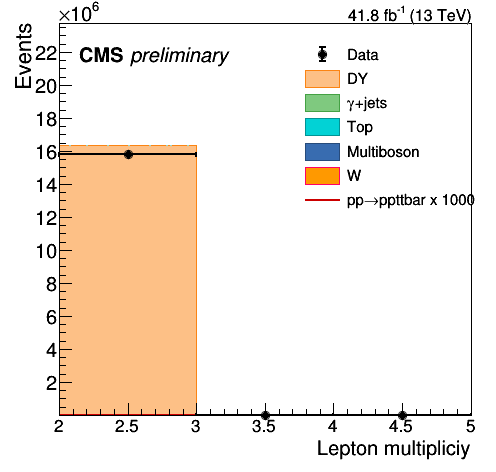 ×10⁶
41.8 fb⁻¹ (13 TeV)
Events
CMS preliminary
Data
DY
γ+jets
Top
Multiboson
W
pp→ppttbar x 1000
22
20
18
16
14
12
10
8
6
4
2
2 2.5 3 3.5 4 4.5 5
Lepton multipliciy